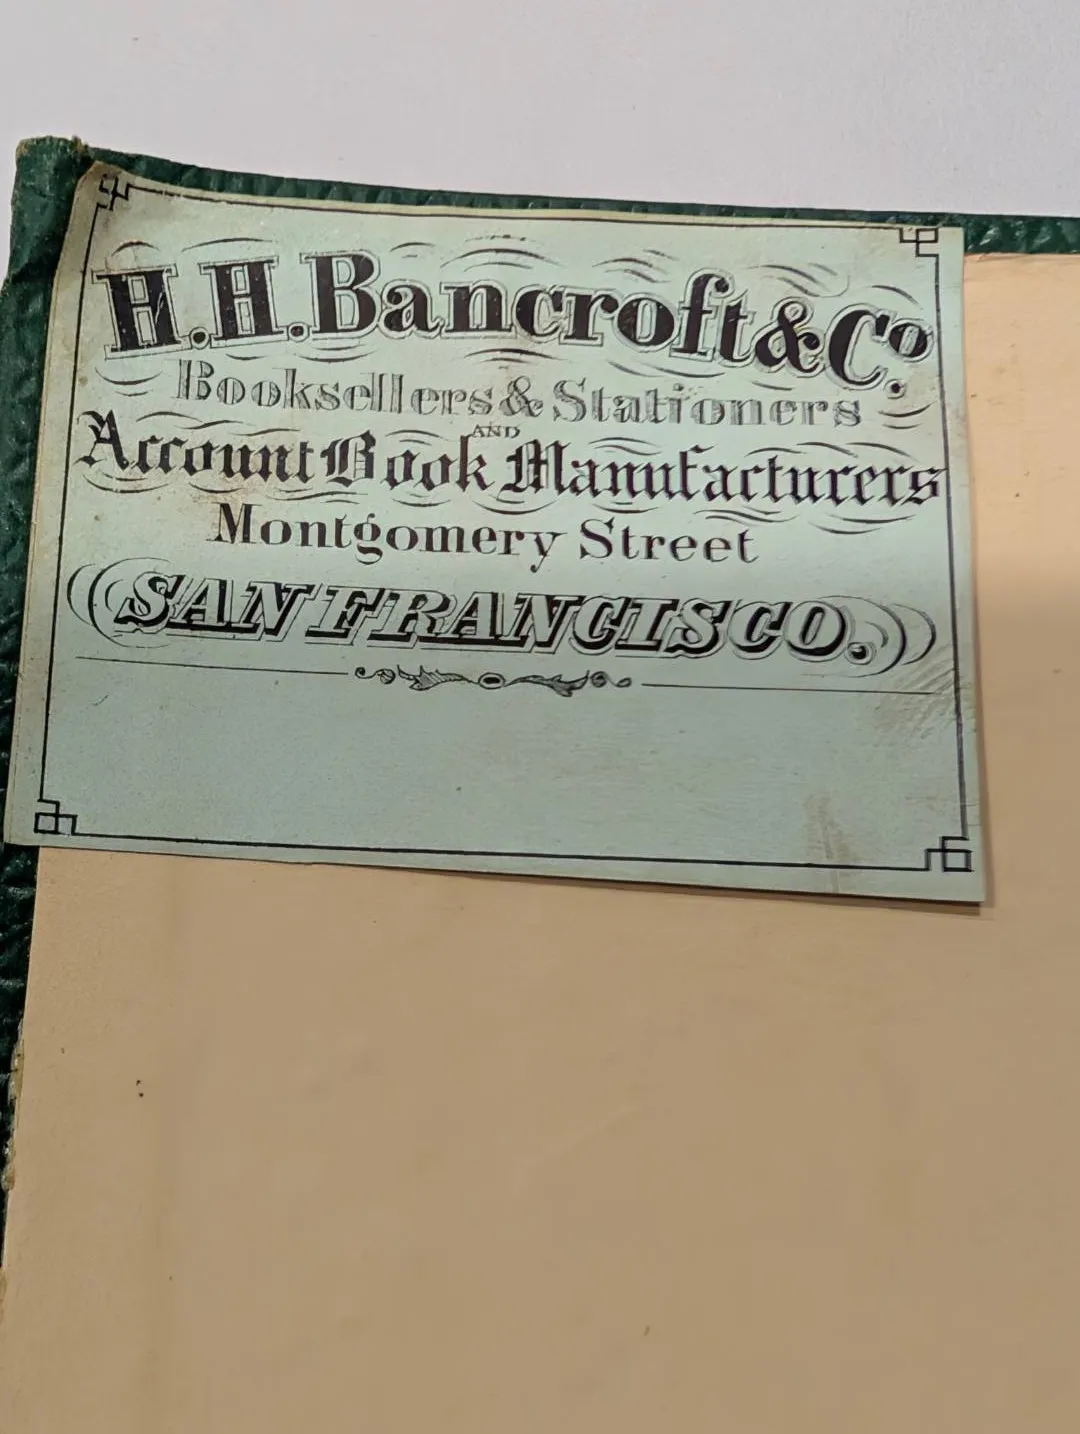 H.H.Bancroft & Co.
Booksellers & Stationers
AND
Account Book Manufacturers
Montgomery Street
SAN FRANCISCO.